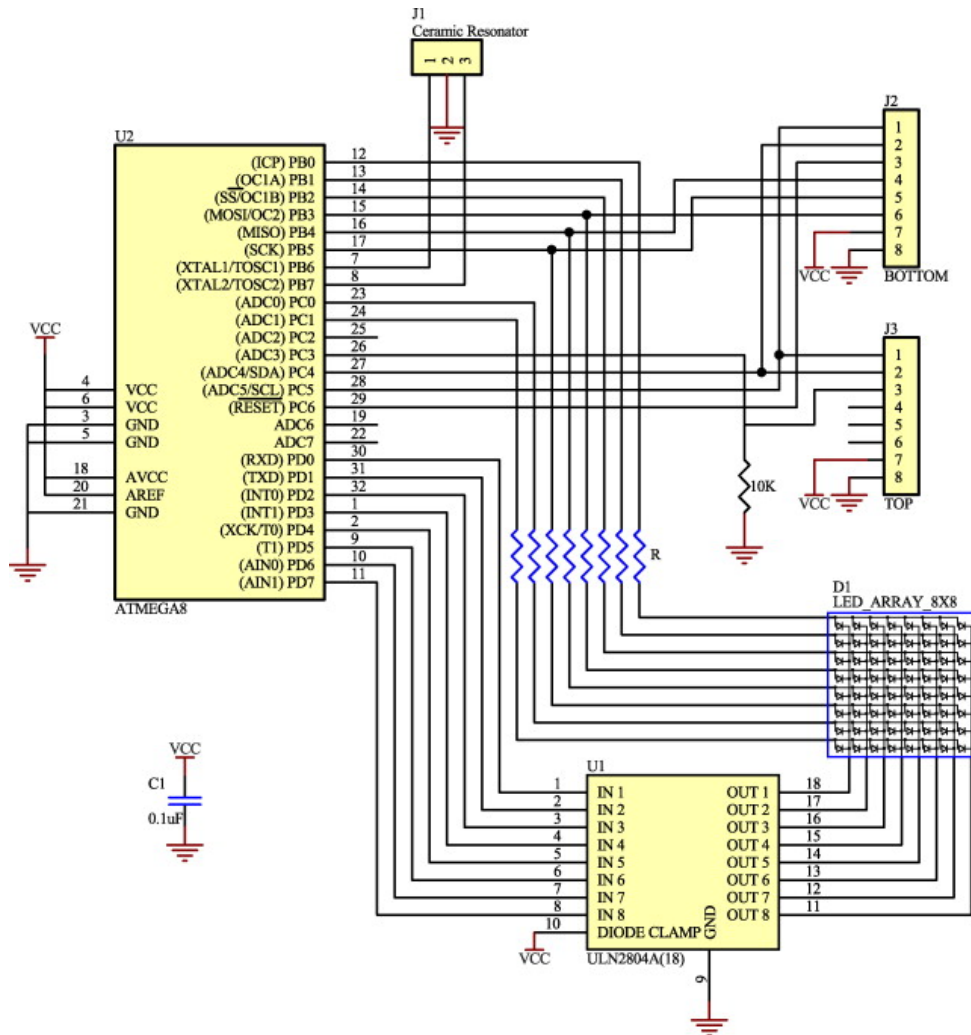 J1
Ceramic Resonator
1 2 3
J2
1
2
3
4
5
6
7
8
VCC
BOTTOM
U2
(ICP) PB0 12
(OC1A) PB1 13
(SS/OC1B) PB2 14
(MOSI/OC2) PB3 15
(MISO) PB4 16
(SCK) PB5 17
(XTAL1/TOSC1) PB6 7
(XTAL2/TOSC2) PB7 8
(ADC0) PC0 23
(ADC1) PC1 24
(ADC2) PC2 25
(ADC3) PC3 26
(ADC4/SDA) PC4 27
(ADC5/SCL) PC5 28
(RESET) PC6 29
ADC6 19
ADC7 22
(RXD) PD0 30
(TXD) PD1 31
(INT0) PD2 32
(INT1) PD3 1
(XCK/T0) PD4 2
(T1) PD5 9
(AIN0) PD6 10
(AIN1) PD7 11
VCC
4 VCC
6 VCC
3 GND
5 GND
18 AVCC
20 AREF
21 GND
ATMEGA8
J3
1
2
3
4
5
6
7
8
VCC
TOP
10K
R
D1
LED_ARRAY_8X8
VCC
C1
0.1uF
U1
1 IN 1 OUT 1 18
2 IN 2 OUT 2 17
3 IN 3 OUT 3 16
4 IN 4 OUT 4 15
5 IN 5 OUT 5 14
6 IN 6 OUT 6 13
7 IN 7 OUT 7 12
8 IN 8 OUT 8 11
10 DIODE CLAMP GND
VCC
ULN2804A(18)
9